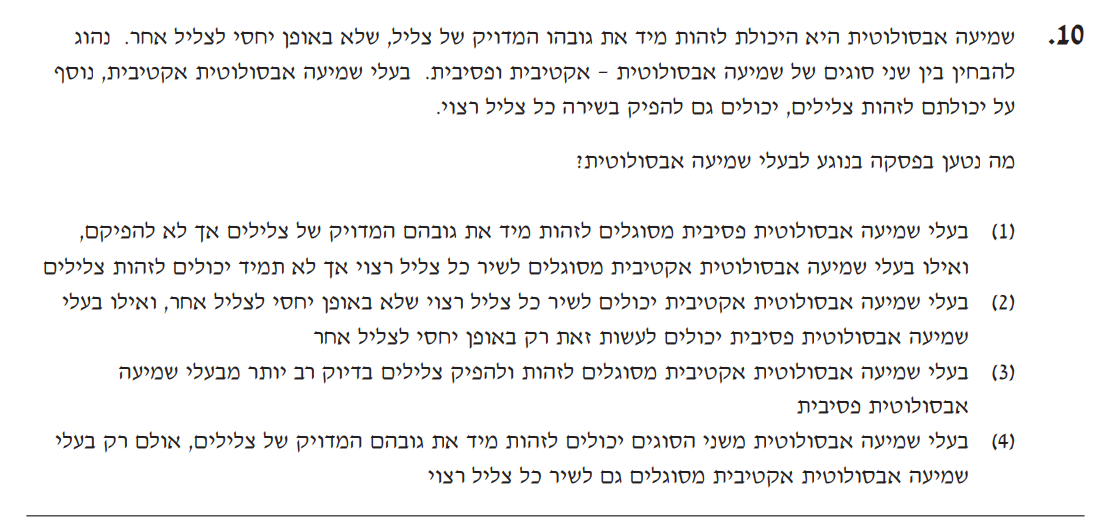 10. שמיעה אבסולוטית היא היכולת לזהות מיד את גובהו המדויק של צליל, שלא באופן יחסי לצליל אחר. נהוג
להבחין בין שני סוגים של שמיעה אבסולוטית – אקטיבית ופסיבית. בעלי שמיעה אבסולוטית אקטיבית, נוסף
על יכולתם לזהות צלילים, יכולים גם להפיק בשירה כל צליל רצוי.
מה נטען בפסקה בנוגע לבעלי שמיעה אבסולוטית?
(1) בעלי שמיעה אבסולוטית פסיבית מסוגלים לזהות מיד את גובהם המדויק של צלילים אך לא להפיקם,
ואילו בעלי שמיעה אבסולוטית אקטיבית מסוגלים לשיר כל צליל רצוי אך לא תמיד יכולים לזהות צלילים
(2) בעלי שמיעה אבסולוטית אקטיבית יכולים לשיר כל צליל רצוי שלא באופן יחסי לצליל אחר, ואילו בעלי
שמיעה אבסולוטית פסיבית יכולים לעשות זאת רק באופן יחסי לצליל אחר
(3) בעלי שמיעה אבסולוטית אקטיבית מסוגלים לזהות ולהפיק צלילים בדיוק רב יותר מבעלי שמיעה
אבסולוטית פסיבית
(4) בעלי שמיעה אבסולוטית משני הסוגים יכולים לזהות מיד את גובהם המדויק של צלילים, אולם רק בעלי
שמיעה אבסולוטית אקטיבית מסוגלים גם לשיר כל צליל רצוי